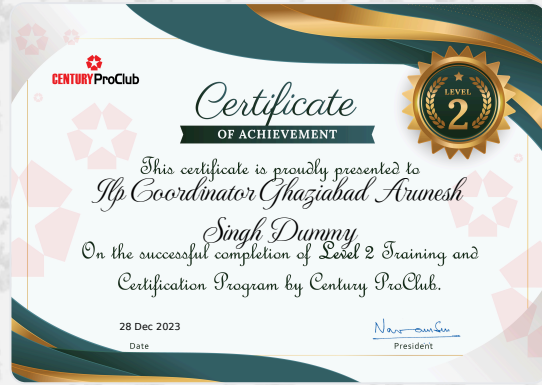 CENTURY ProClub
Certificate
OF ACHIEVEMENT
LEVEL
2
This certificate is proudly presented to
Ilp Coordinator Ghaziabad Arunesh
Singh Dummy
On the successful completion of Level 2 Training and
Certification Program by Century ProClub.
28 Dec 2023
Date
President